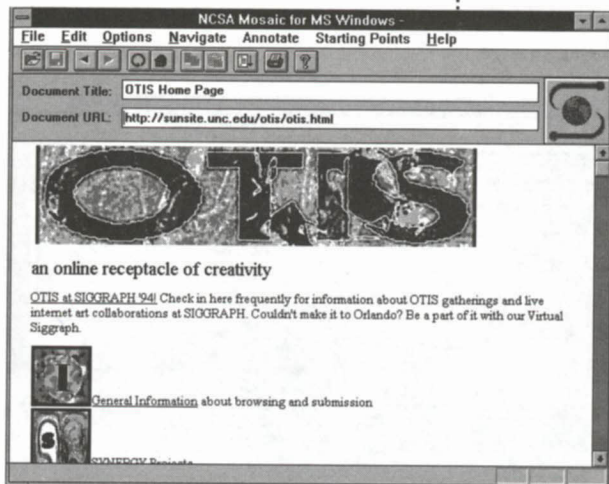 NCSA Mosaic for MS Windows -
File Edit Options Navigate Annotate Starting Points Help
Document Title: OTIS Home Page
Document URL: http://sunsite.unc.edu/otis/otis.html
OTIS
an online receptacle of creativity
OTIS at SIGGRAPH '94! Check in here frequently for information about OTIS gatherings and live
internet art collaborations at SIGGRAPH. Couldn't make it to Orlando? Be a part of it with our Virtual
Siggraph.
I
General Information about browsing and submission
S
SYNERGY Projects